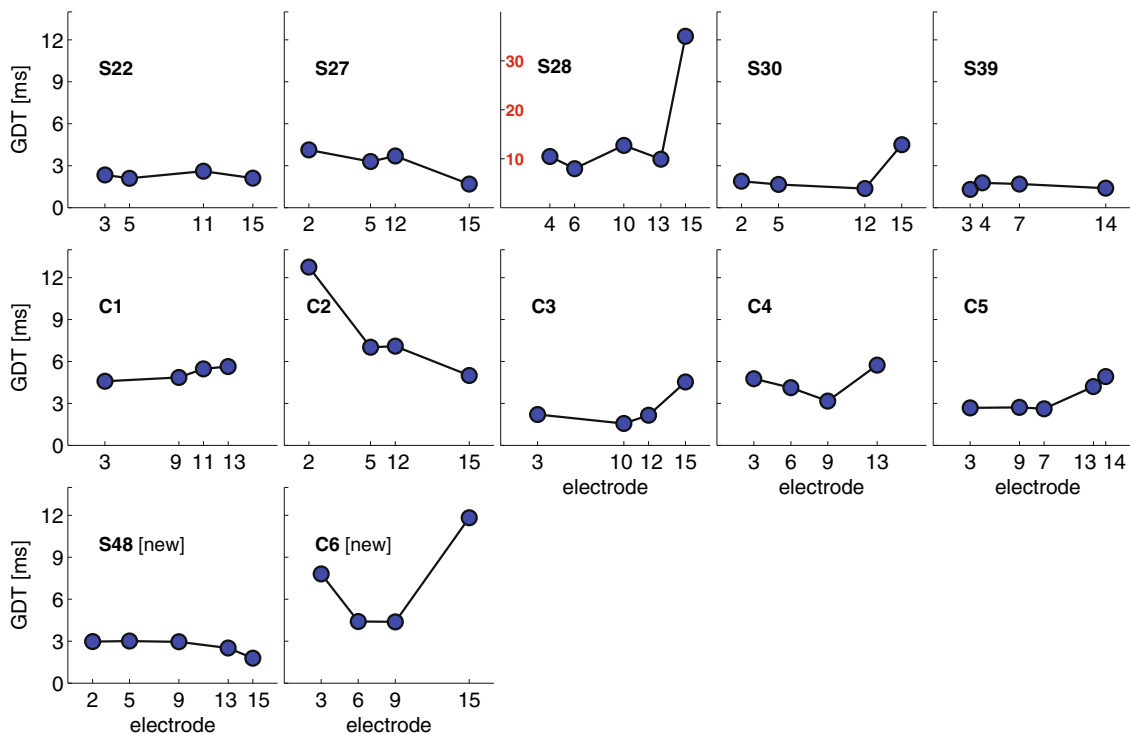 GDT [ms]
12
9
6
3
0
S22
3 5 11 15
S27
2 5 12 15
30
20
10
S28
4 6 10 13 15
S30
2 5 12 15
S39
3 4 7 14
GDT [ms]
12
9
6
3
0
C1
3 9 11 13
C2
2 5 12 15
C3
3 10 12 15
electrode
C4
3 6 9 13
electrode
C5
3 9 7 13 14
electrode
GDT [ms]
12
9
6
3
0
S48 [new]
2 5 9 13 15
electrode
C6 [new]
3 6 9 15
electrode